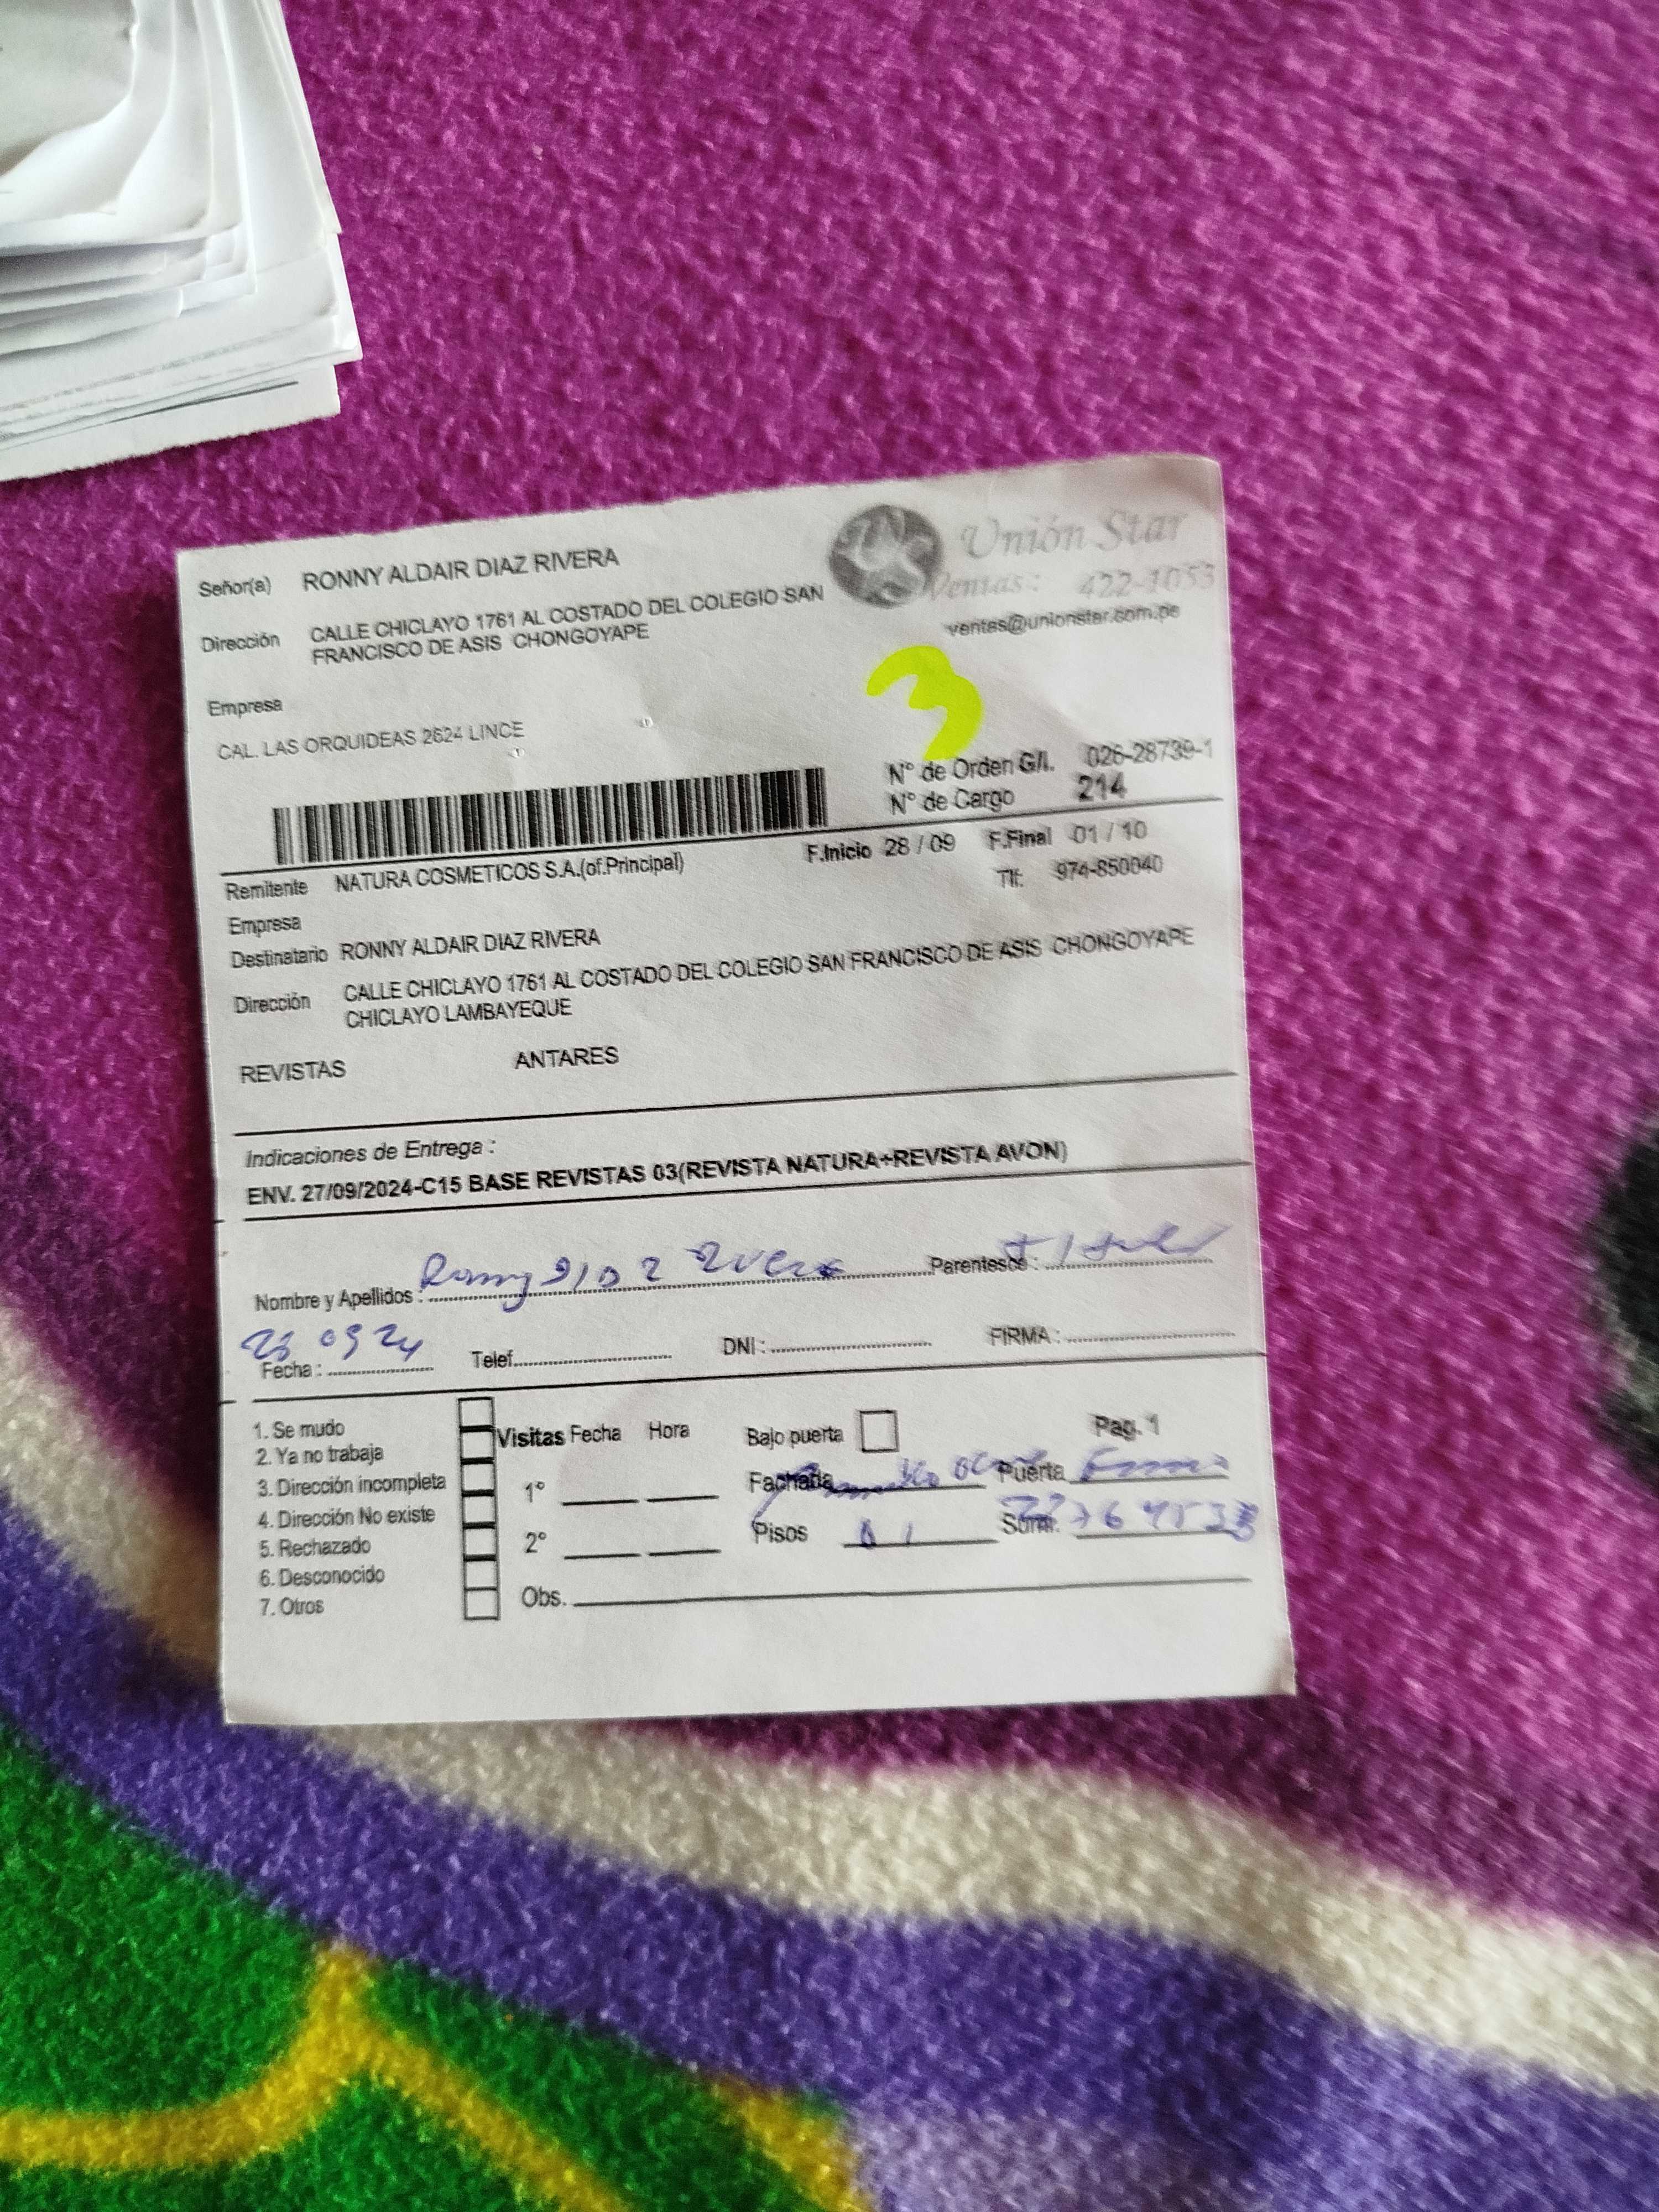 Unión Star
Ventas: 422-1053
ventas@unionstar.com.pe
Señor(a) RONNY ALDAIR DIAZ RIVERA
Dirección CALLE CHICLAYO 1761 AL COSTADO DEL COLEGIO SAN
FRANCISCO DE ASIS CHONGOYAPE
3
Empresa
CAL. LAS ORQUIDEAS 2624 LINCE
N° de Orden G/I. 026-28739-1
N° de Cargo 214
F.Inicio 28 / 09 F.Final 01 / 10
Remitente NATURA COSMETICOS S.A.(of.Principal)
Tlf: 974-850040
Empresa
Destinatario RONNY ALDAIR DIAZ RIVERA
Dirección CALLE CHICLAYO 1761 AL COSTADO DEL COLEGIO SAN FRANCISCO DE ASIS CHONGOYAPE
CHICLAYO LAMBAYEQUE
REVISTAS ANTARES
Indicaciones de Entrega :
ENV. 27/09/2024-C15 BASE REVISTAS 03(REVISTA NATURA+REVISTA AVON)
Nombre y Apellidos : Parentesco :
Fecha : Telef. DNI : FIRMA :
1. Se mudo
2. Ya no trabaja
3. Dirección incompleta
4. Dirección No existe
5. Rechazado
6. Desconocido
7. Otros
Visitas Fecha Hora
1°
2°
Obs.
Bajo puerta Pag. 1
Fachada Puerta
Pisos 01 Sumi.